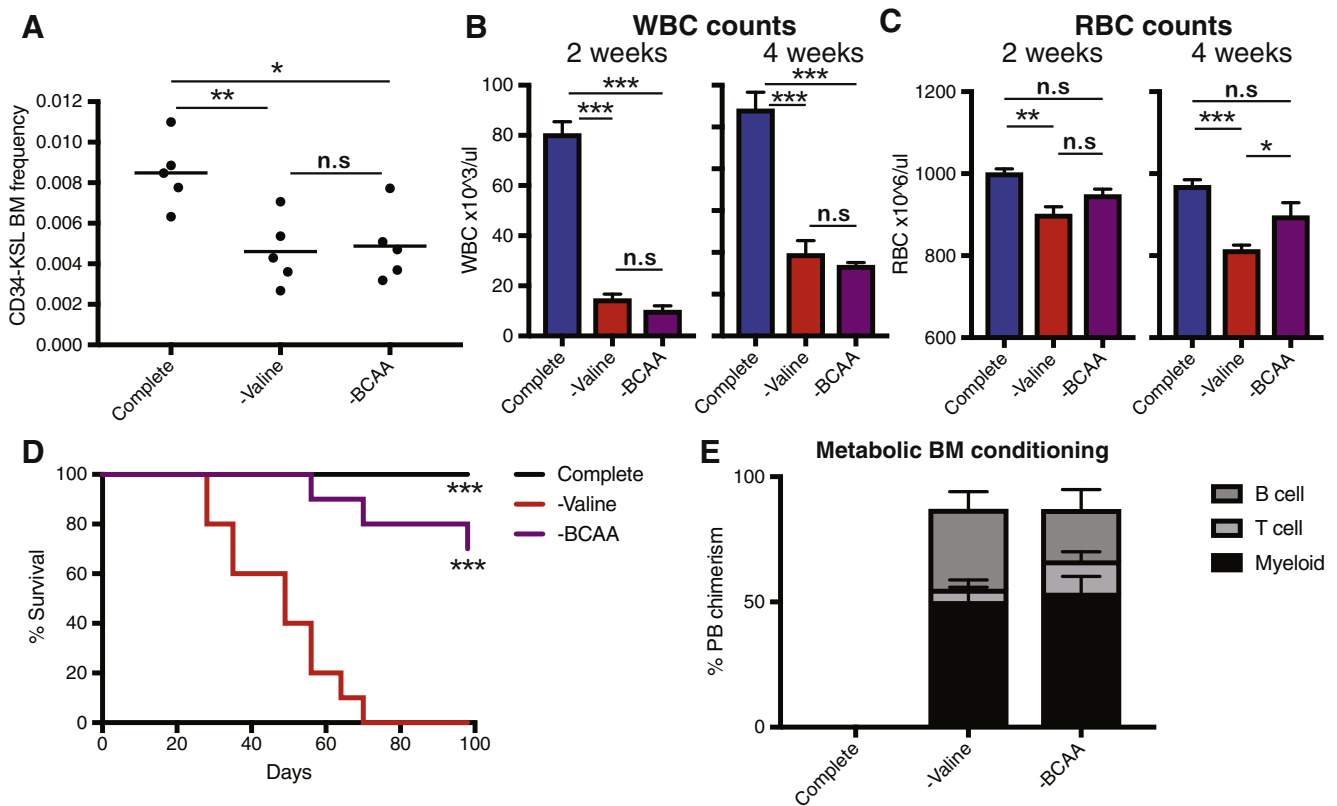 A
CD34-KSL BM frequency
0.012
0.010
0.008
0.006
0.004
0.002
0.000
*
**
n.s
Complete
-Valine
-BCAA
B
WBC counts
2 weeks
4 weeks
WBC x10^3/ul
100
80
60
40
20
0
***
***
n.s
***
***
n.s
Complete
-Valine
-BCAA
Complete
-Valine
-BCAA
C
RBC counts
2 weeks
4 weeks
RBC x10^6/ul
1200
1000
800
600
n.s
**
n.s
n.s
***
*
Complete
-Valine
-BCAA
Complete
-Valine
-BCAA
D
% Survival
100
80
60
40
20
0
0 20 40 60 80 100
Days
***
***
Complete
-Valine
-BCAA
E
Metabolic BM conditioning
% PB chimerism
100
50
0
Complete
-Valine
-BCAA
B cell
T cell
Myeloid